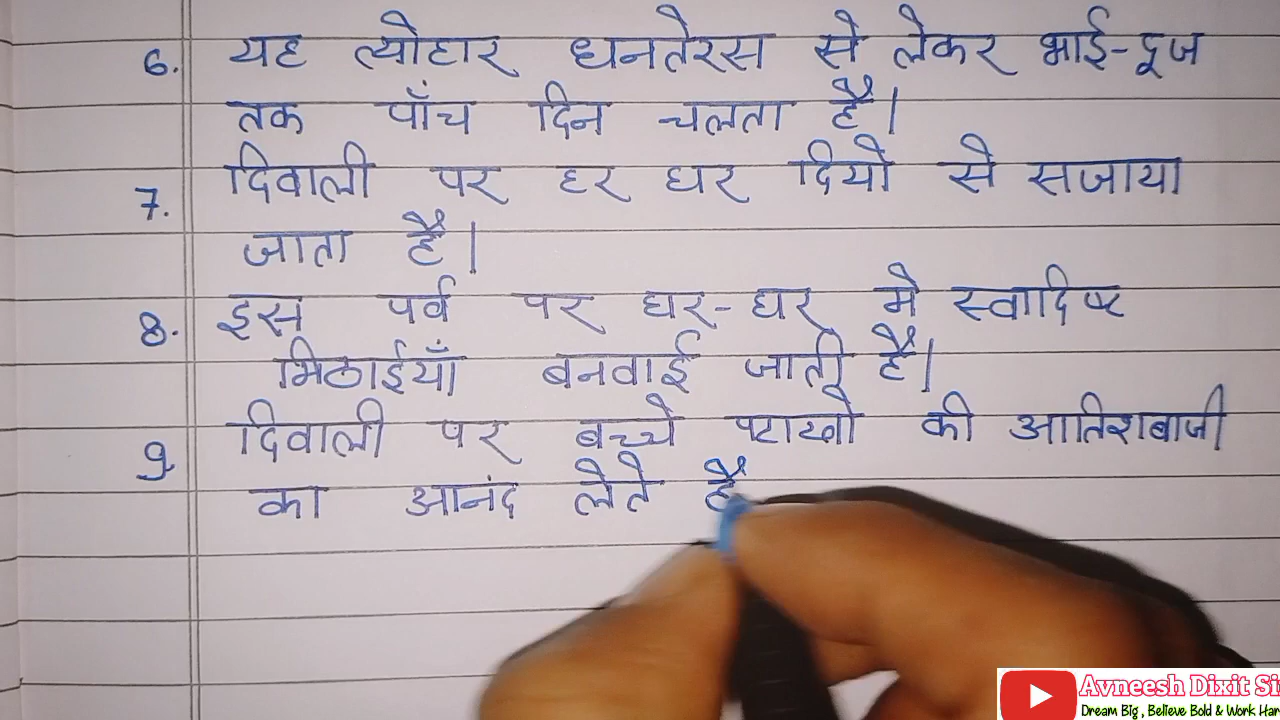 6. यह त्योहार धनतेरस से लेकर भाई-दूज
तक पाँच दिन चलता है।
7. दिवाली पर हर घर दियो से सजाया
जाता है।
8. इस पर्व पर घर-घर मे स्वादिष्ट
मिठाईयाँ बनवाई जाती है।
9 दिवाली पर बच्चे पटाखो की आतिशबाजी
का आनंद लेते है
Avneesh Dixit Si
Dream Big , Believe Bold & Work Har